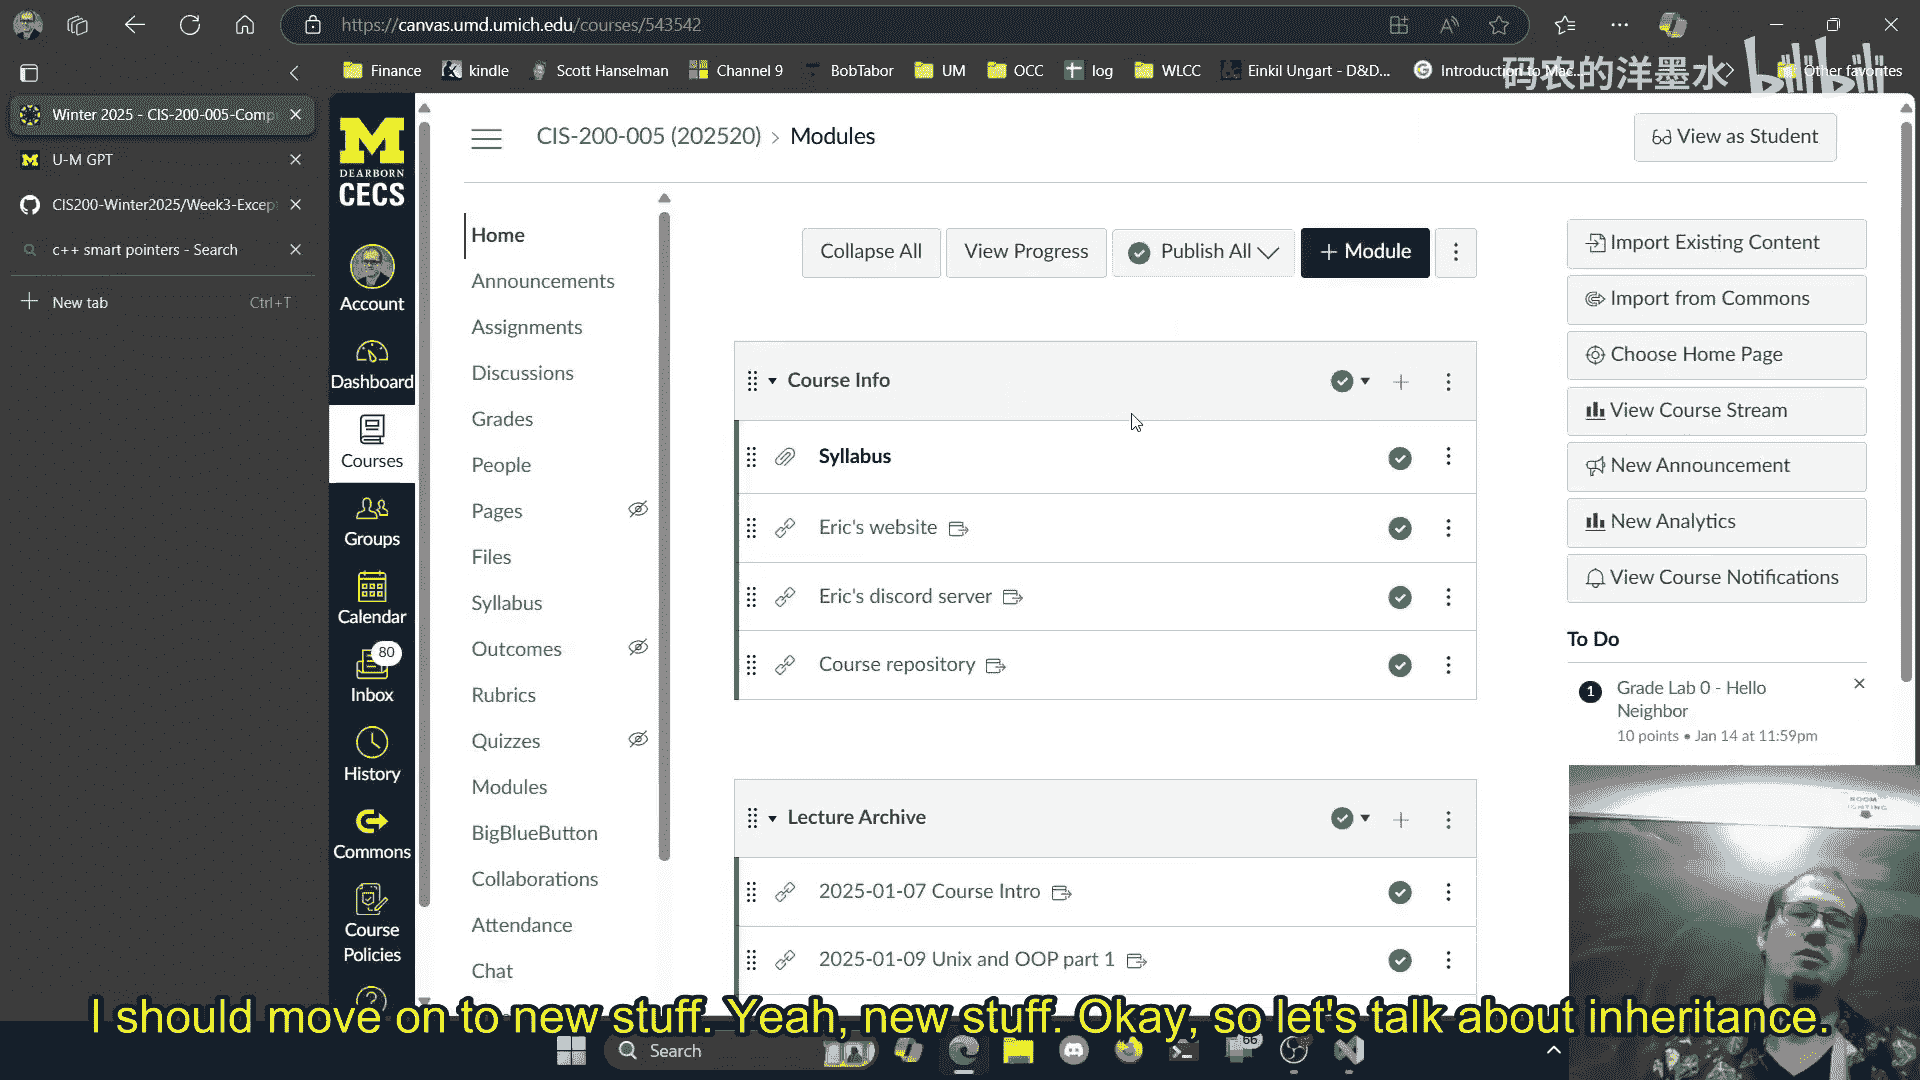 https://canvas.umd.umich.edu/courses/543542
Finance
kindle
Scott Hanselman
Channel 9
BobTabor
UM
OCC
log
WLCC
Einkil Ungart - D&D...
Introduction to Mac...
Other favorites
码农的洋墨水
bilibili
Winter 2025 - CIS-200-005-Comp
U-M GPT
CIS200-Winter2025/Week3-Excep
c++ smart pointers - Search
New tab
Ctrl+T
M
DEARBORN
CECS
Account
Dashboard
Courses
Groups
Calendar
80
Inbox
History
Commons
Course
Policies
CIS-200-005 (202520) > Modules
View as Student
Home
Announcements
Assignments
Discussions
Grades
People
Pages
Files
Syllabus
Outcomes
Rubrics
Quizzes
Modules
BigBlueButton
Collaborations
Attendance
Chat
Collapse All
View Progress
Publish All
+ Module
Course Info
Syllabus
Eric's website
Eric's discord server
Course repository
Lecture Archive
2025-01-07 Course Intro
2025-01-09 Unix and OOP part 1
Import Existing Content
Import from Commons
Choose Home Page
View Course Stream
New Announcement
New Analytics
View Course Notifications
To Do
1
Grade Lab 0 - Hello
Neighbor
10 points • Jan 14 at 11:59pm
ROOM
I should move on to new stuff. Yeah, new stuff. Okay, so let's talk about inheritance.
Search
66